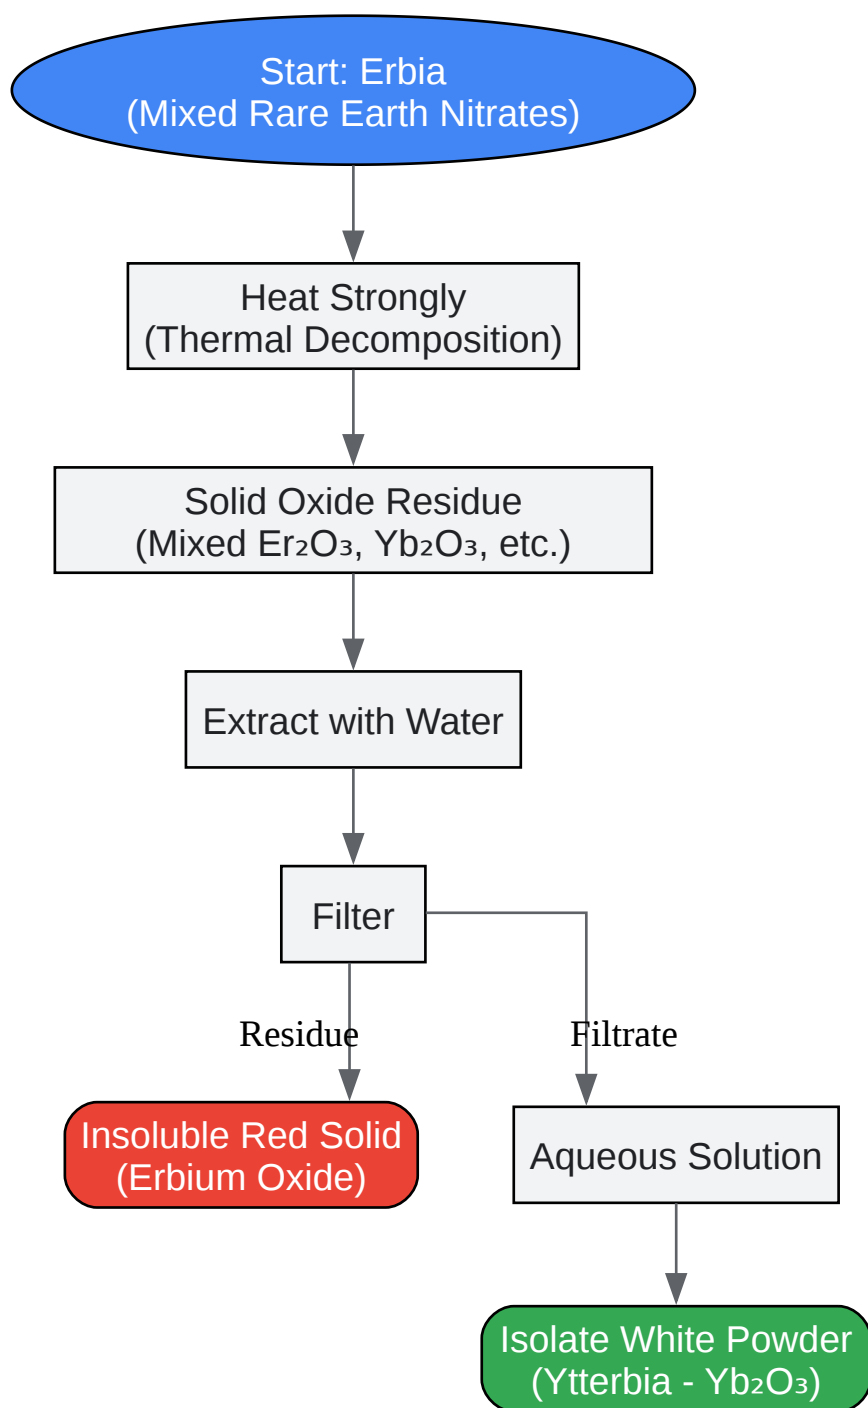 Start: Erbia
(Mixed Rare Earth Nitrates)
Heat Strongly
(Thermal Decomposition)
Solid Oxide Residue
(Mixed Er₂O₃, Yb₂O₃, etc.)
Extract with Water
Filter
Residue
Filtrate
Insoluble Red Solid
(Erbium Oxide)
Aqueous Solution
Isolate White Powder
(Ytterbia - Yb₂O₃)